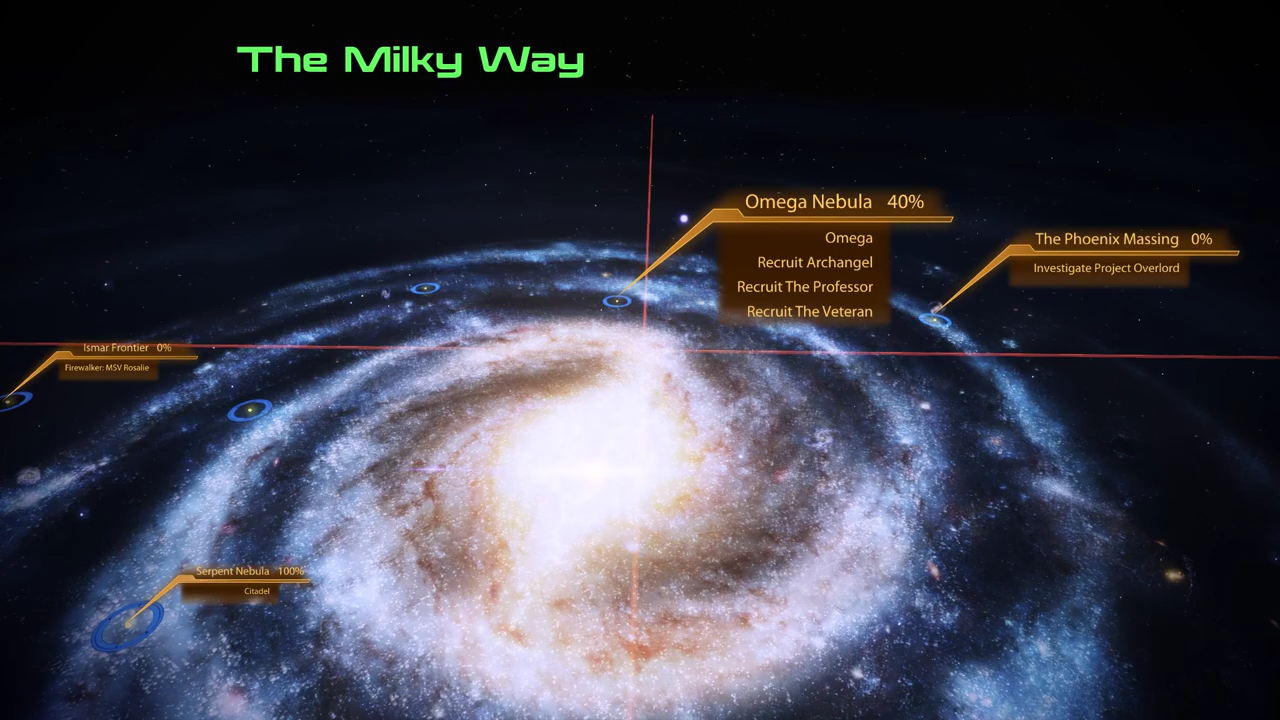 The Milky Way
Omega Nebula 40%
Omega
Recruit Archangel
Recruit The Professor
Recruit The Veteran
The Phoenix Massing 0%
Investigate Project Overlord
Ismar Frontier 0%
Firewalker: MSV Rosalie
Serpent Nebula 100%
Citadel